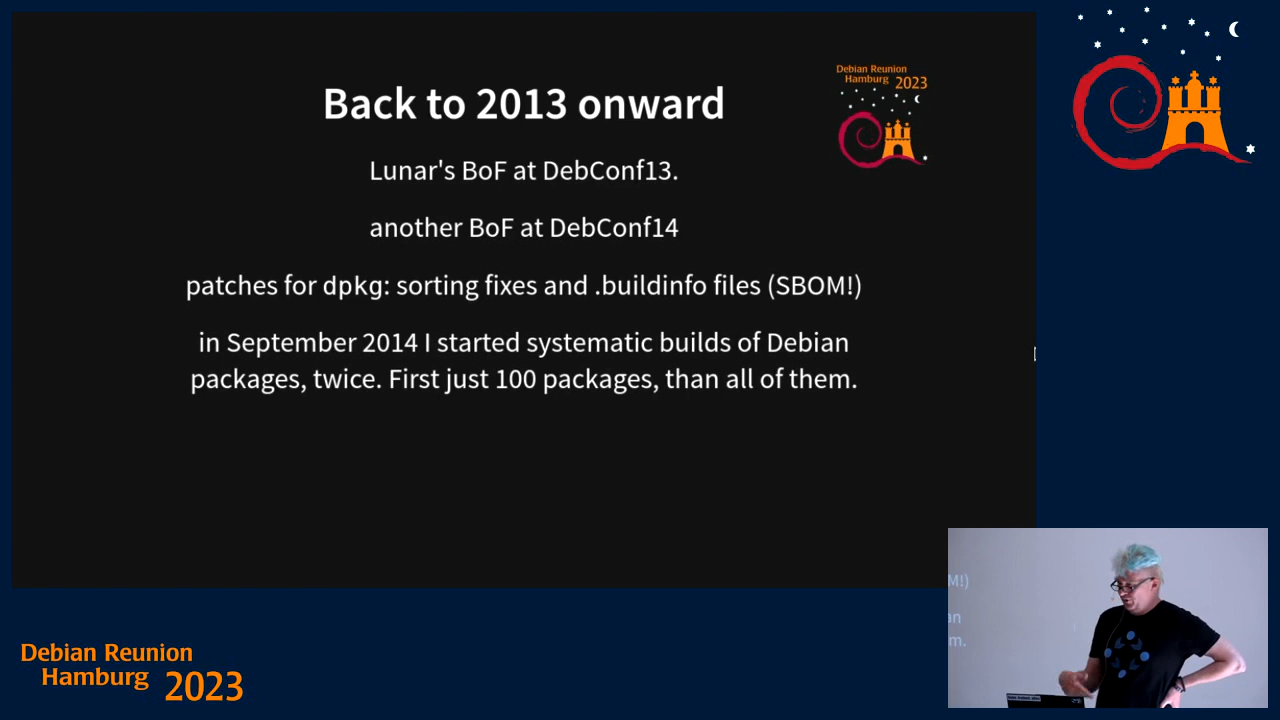 Back to 2013 onward
Debian Reunion
Hamburg 2023
Lunar's BoF at DebConf13.
another BoF at DebConf14
patches for dpkg: sorting fixes and .buildinfo files (SBOM!)
in September 2014 I started systematic builds of Debian
packages, twice. First just 100 packages, than all of them.
M!)
an
m.
Debian Reunion
Hamburg 2023